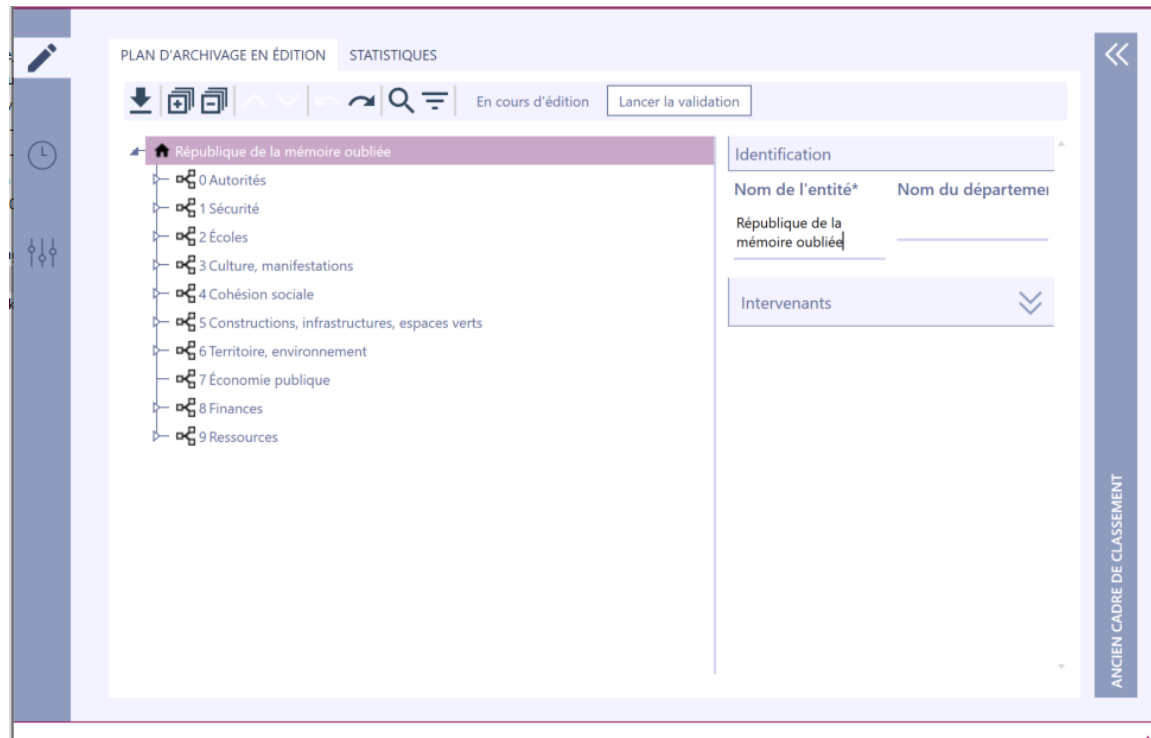 PLAN D'ARCHIVAGE EN ÉDITION
STATISTIQUES
En cours d'édition
Lancer la validation
République de la mémoire oubliée
0 Autorités
1 Sécurité
2 Écoles
3 Culture, manifestations
4 Cohésion sociale
5 Constructions, infrastructures, espaces verts
6 Territoire, environnement
7 Économie publique
8 Finances
9 Ressources
Identification
Nom de l'entité*
République de la
mémoire oubliée
Nom du départemei
Intervenants
ANCIEN CADRE DE CLASSEMENT